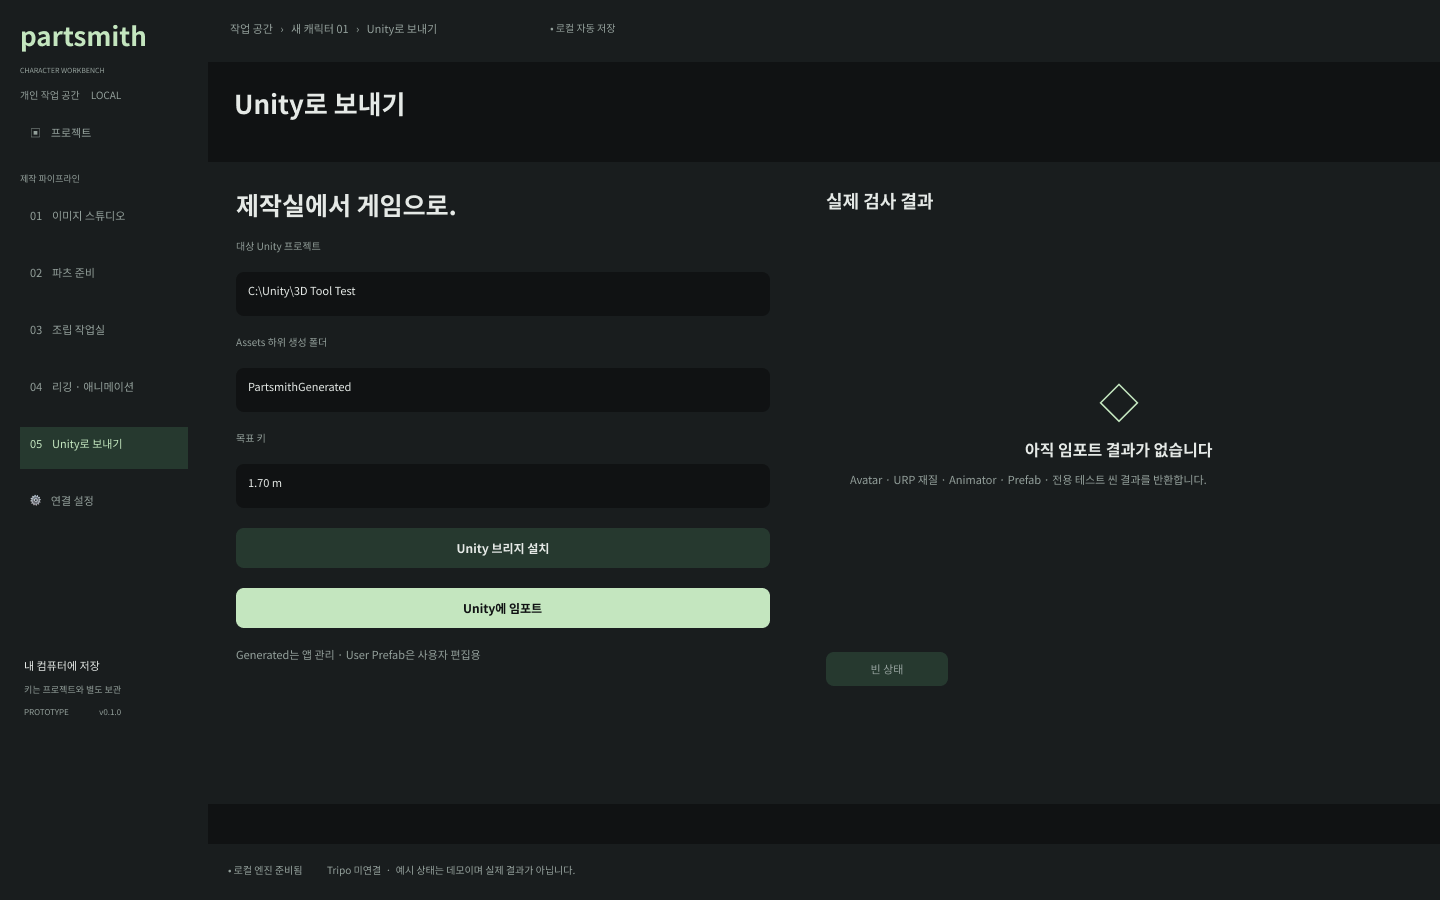 partsmith
CHARACTER WORKBENCH
개인 작업 공간 LOCAL
프로젝트
제작 파이프라인
01 이미지 스튜디오
02 파츠 준비
03 조립 작업실
04 리깅 · 애니메이션
05 Unity로 보내기
연결 설정
내 컴퓨터에 저장
키는 프로젝트와 별도 보관
PROTOTYPE v0.1.0
작업 공간 › 새 캐릭터 01 › Unity로 보내기
• 로컬 자동 저장
Unity로 보내기
제작실에서 게임으로.
대상 Unity 프로젝트
C:\Unity\3D Tool Test
Assets 하위 생성 폴더
PartsmithGenerated
목표 키
1.70 m
Unity 브리지 설치
Unity에 임포트
Generated는 앱 관리 · User Prefab은 사용자 편집용
실제 검사 결과
아직 임포트 결과가 없습니다
Avatar · URP 재질 · Animator · Prefab · 전용 테스트 씬 결과를 반환합니다.
빈 상태
• 로컬 엔진 준비됨 Tripo 미연결 · 예시 상태는 데모이며 실제 결과가 아닙니다.